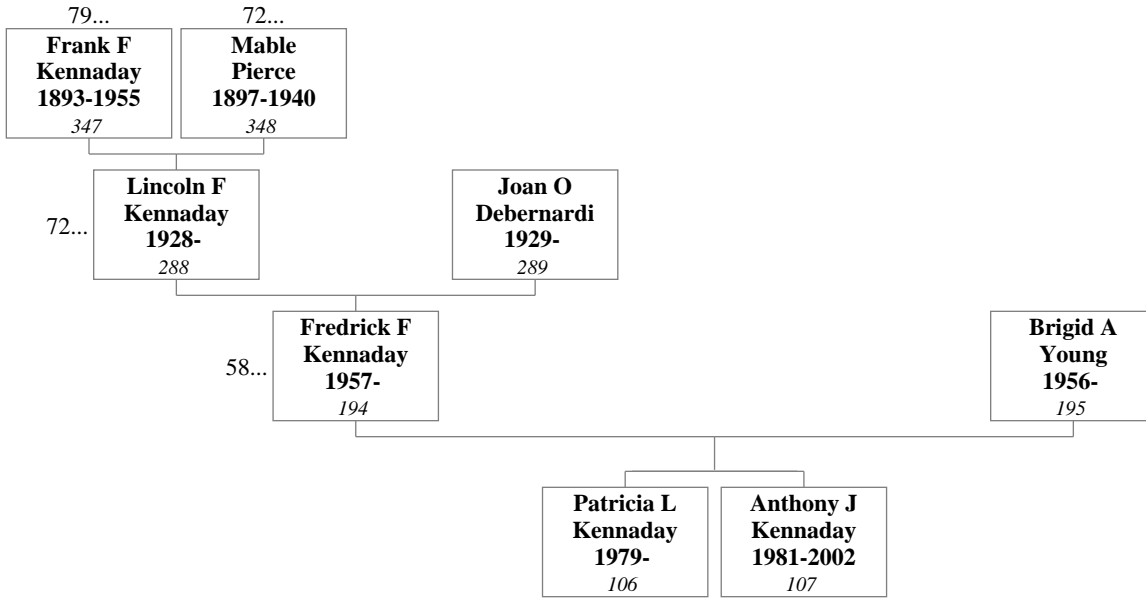 79...
72...
Frank F
Kennaday
1893-1955
347
Mable
Pierce
1897-1940
348
72...
Lincoln F
Kennaday
1928-
288
Joan O
Debernardi
1929-
289
58...
Fredrick F
Kennaday
1957-
194
Brigid A
Young
1956-
195
Patricia L
Kennaday
1979-
106
Anthony J
Kennaday
1981-2002
107